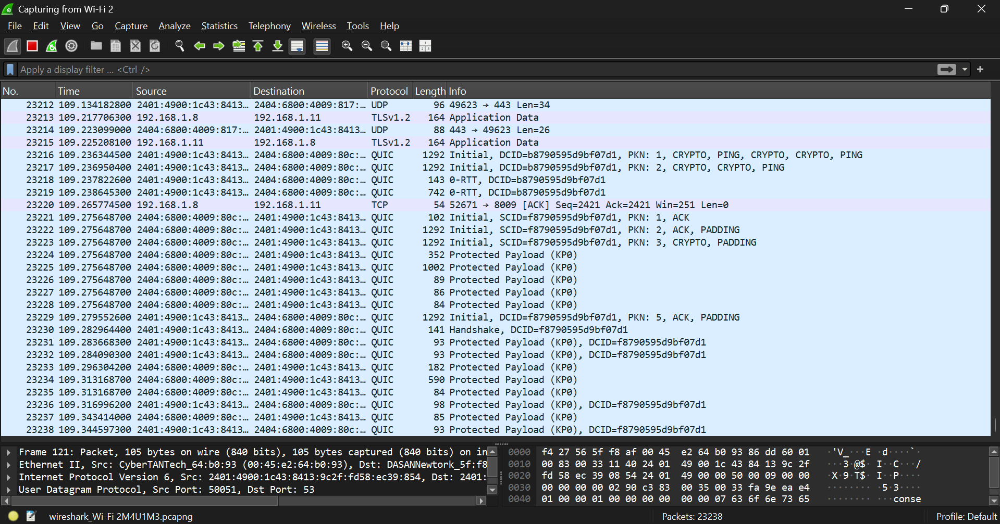 Capturing from Wi-Fi 2
File Edit View Go Capture Analyze Statistics Telephony Wireless Tools Help
Apply a display filter ... <Ctrl-/>
No. Time Source Destination Protocol Length Info
23212 109.134182800 2401:4900:1c43:8413… 2404:6800:4009:817:… UDP 96 49623 → 443 Len=34
23213 109.217706300 192.168.1.8 192.168.1.11 TLSv1.2 164 Application Data
23214 109.223099000 2404:6800:4009:817:… 2401:4900:1c43:8413… UDP 88 443 → 49623 Len=26
23215 109.225208100 192.168.1.11 192.168.1.8 TLSv1.2 164 Application Data
23216 109.236344500 2401:4900:1c43:8413… 2404:6800:4009:80c:… QUIC 1292 Initial, DCID=b8790595d9bf07d1, PKN: 1, CRYPTO, PING, CRYPTO, CRYPTO, PING
23217 109.236950400 2401:4900:1c43:8413… 2404:6800:4009:80c:… QUIC 1292 Initial, DCID=b8790595d9bf07d1, PKN: 2, CRYPTO, CRYPTO, PING
23218 109.237822600 2401:4900:1c43:8413… 2404:6800:4009:80c:… QUIC 143 0-RTT, DCID=b8790595d9bf07d1
23219 109.238645300 2401:4900:1c43:8413… 2404:6800:4009:80c:… QUIC 742 0-RTT, DCID=b8790595d9bf07d1
23220 109.265774500 192.168.1.8 192.168.1.11 TCP 54 52671 → 8009 [ACK] Seq=2421 Ack=2421 Win=251 Len=0
23221 109.275648700 2404:6800:4009:80c:… 2401:4900:1c43:8413… QUIC 102 Initial, SCID=f8790595d9bf07d1, PKN: 1, ACK
23222 109.275648700 2404:6800:4009:80c:… 2401:4900:1c43:8413… QUIC 1292 Initial, SCID=f8790595d9bf07d1, PKN: 2, ACK, PADDING
23223 109.275648700 2404:6800:4009:80c:… 2401:4900:1c43:8413… QUIC 1292 Initial, SCID=f8790595d9bf07d1, PKN: 3, CRYPTO, PADDING
23224 109.275648700 2404:6800:4009:80c:… 2401:4900:1c43:8413… QUIC 352 Protected Payload (KP0)
23225 109.275648700 2404:6800:4009:80c:… 2401:4900:1c43:8413… QUIC 1002 Protected Payload (KP0)
23226 109.275648700 2404:6800:4009:80c:… 2401:4900:1c43:8413… QUIC 89 Protected Payload (KP0)
23227 109.275648700 2404:6800:4009:80c:… 2401:4900:1c43:8413… QUIC 86 Protected Payload (KP0)
23228 109.275648700 2404:6800:4009:80c:… 2401:4900:1c43:8413… QUIC 84 Protected Payload (KP0)
23229 109.279552600 2401:4900:1c43:8413… 2404:6800:4009:80c:… QUIC 1292 Initial, DCID=f8790595d9bf07d1, PKN: 5, ACK, PADDING
23230 109.282964400 2401:4900:1c43:8413… 2404:6800:4009:80c:… QUIC 141 Handshake, DCID=f8790595d9bf07d1
23231 109.283668300 2401:4900:1c43:8413… 2404:6800:4009:80c:… QUIC 93 Protected Payload (KP0), DCID=f8790595d9bf07d1
23232 109.284090300 2401:4900:1c43:8413… 2404:6800:4009:80c:… QUIC 93 Protected Payload (KP0), DCID=f8790595d9bf07d1
23233 109.296304200 2404:6800:4009:80c:… 2401:4900:1c43:8413… QUIC 182 Protected Payload (KP0)
23234 109.313168700 2404:6800:4009:80c:… 2401:4900:1c43:8413… QUIC 590 Protected Payload (KP0)
23235 109.313168700 2404:6800:4009:80c:… 2401:4900:1c43:8413… QUIC 84 Protected Payload (KP0)
23236 109.316996200 2401:4900:1c43:8413… 2404:6800:4009:80c:… QUIC 98 Protected Payload (KP0), DCID=f8790595d9bf07d1
23237 109.343414000 2404:6800:4009:80c:… 2401:4900:1c43:8413… QUIC 85 Protected Payload (KP0)
23238 109.344597300 2401:4900:1c43:8413… 2404:6800:4009:80c:… QUIC 93 Protected Payload (KP0), DCID=f8790595d9bf07d1
Frame 121: Packet, 105 bytes on wire (840 bits), 105 bytes captured (840 bits) on in
Ethernet II, Src: CyberTANTech_64:b0:93 (00:45:e2:64:b0:93), Dst: DASANNewtork_5f:f8
Internet Protocol Version 6, Src: 2401:4900:1c43:8413:9c2f:fd58:ec39:854, Dst: 2401:
User Datagram Protocol, Src Port: 50051, Dst Port: 53
0000 f4 27 56 5f f8 af 00 45 e2 64 b0 93 86 dd 60 01 ·'V_···E ·d····`·
0010 00 83 00 33 11 40 24 01 49 00 1c 43 84 13 9c 2f ···3·@$· I··C···/
0020 fd 58 ec 39 08 54 24 01 49 00 00 50 00 09 00 00 ·X·9·T$· I··P····
0030 00 00 00 00 02 90 c3 83 00 35 00 33 fa 9e ea e4 ········ ·5·3····
0040 01 00 00 01 00 00 00 00 00 00 07 63 6f 6e 73 65 ········ ···conse
wireshark_Wi-Fi 2M4U1M3.pcapng
Packets: 23238
Profile: Default